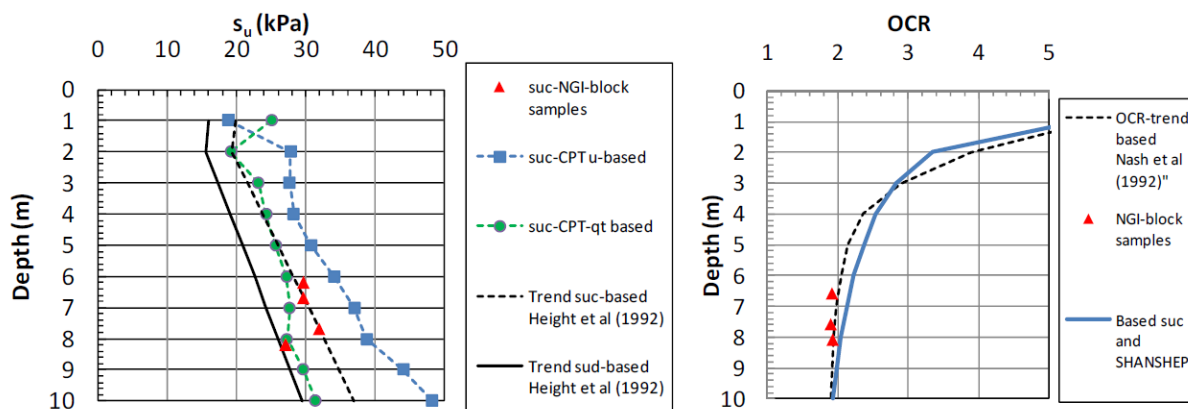 s_u (kPa)
0 10 20 30 40 50
0
1
2
3
4
5
6
7
8
9
10
Depth (m)
suc-NGI-block
samples
suc-CPTu-based
suc-CPT-qt based
Trend suc-based
Height et al (1992)
Trend sud-based
Height et al (1992)
OCR
1 2 3 4 5
0
1
2
3
4
5
6
7
8
9
10
Depth (m)
OCR-trend
based
Nash et al
(1992)"
NGI-block
samples
Based suc
and
SHANSHEP